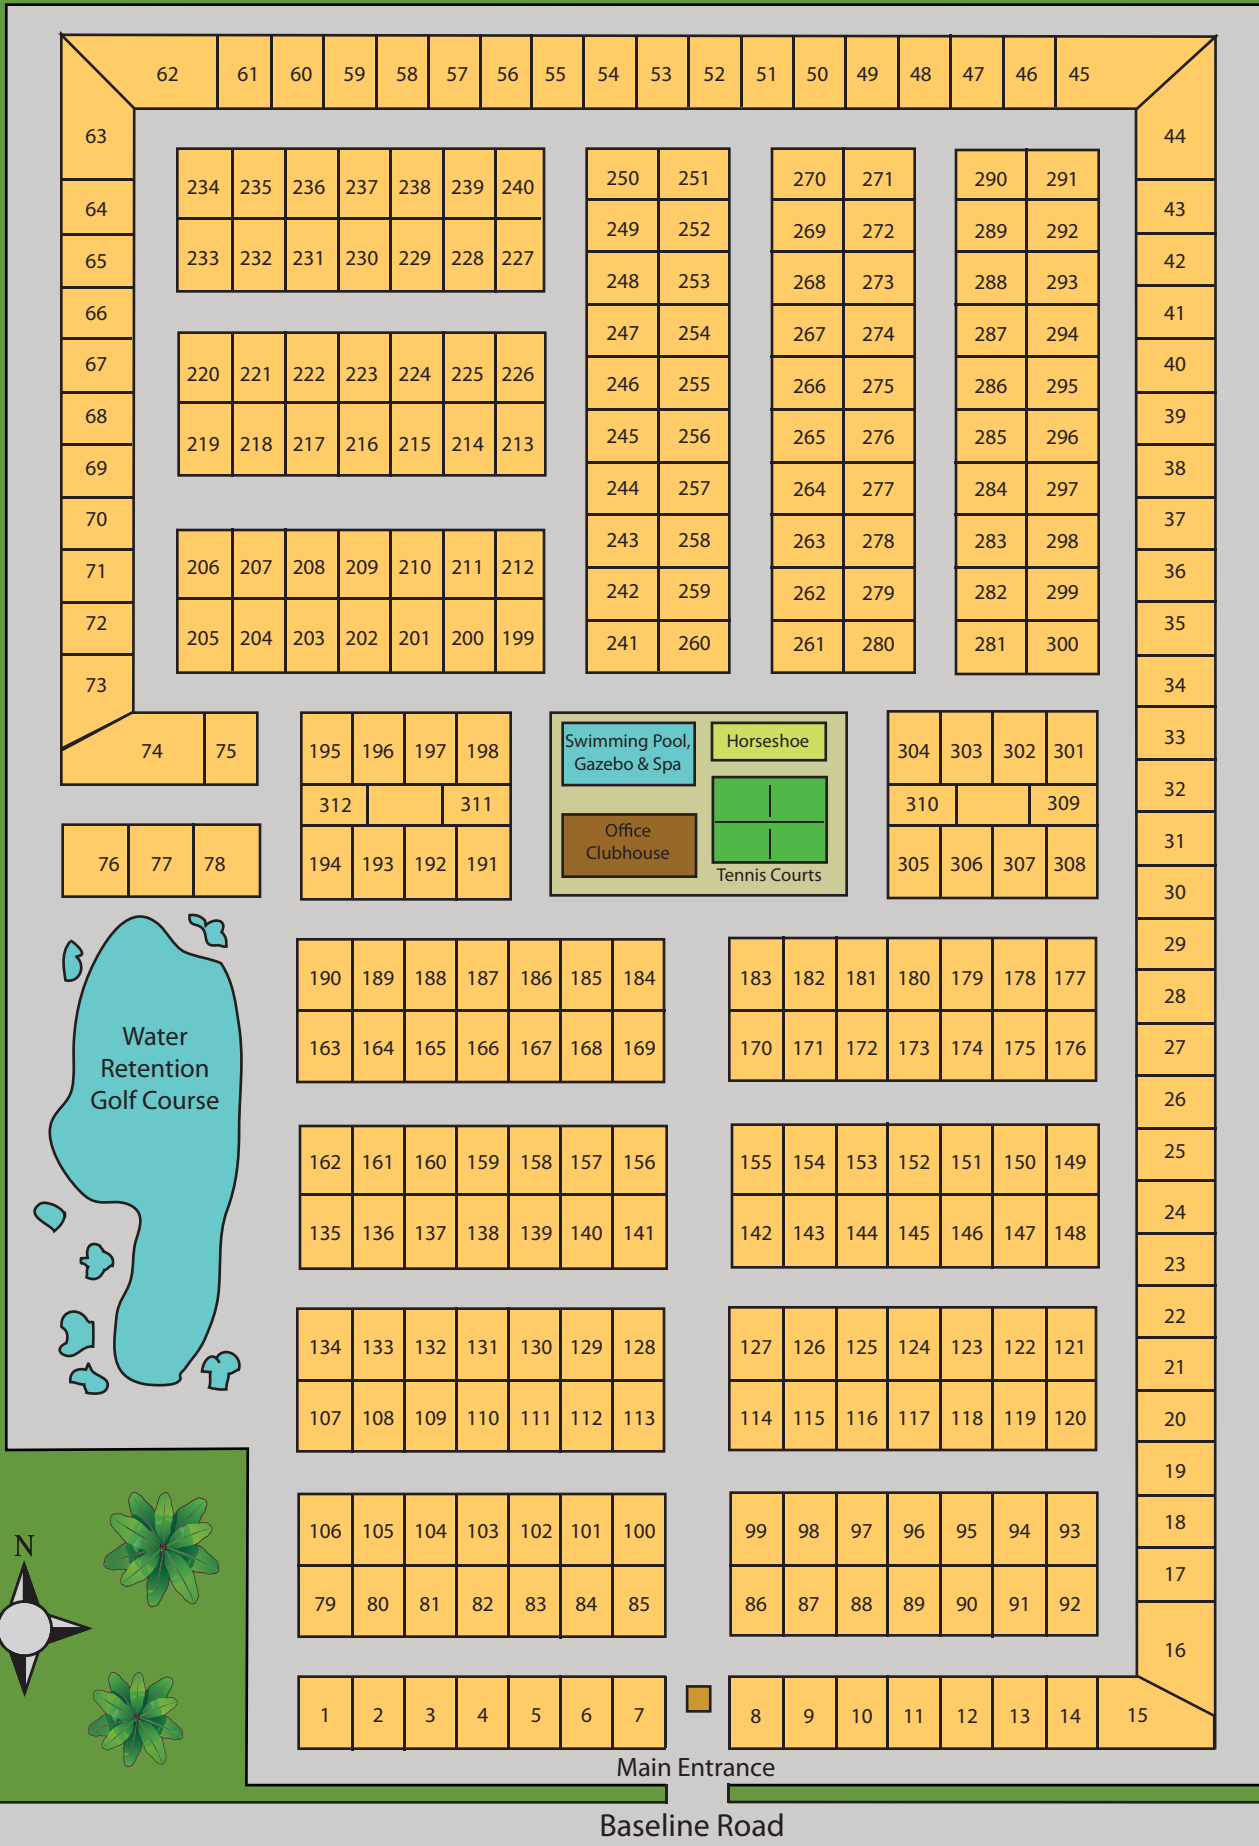 62 61 60 59 58 57 56 55 54 53 52 51 50 49 48 47 46 45
63 44
234 235 236 237 238 239 240
233 232 231 230 229 228 227
220 221 222 223 224 225 226
219 218 217 216 215 214 213
206 207 208 209 210 211 212
205 204 203 202 201 200 199
250 251
249 252
248 253
247 254
246 255
245 256
244 257
243 258
242 259
241 260
270 271
269 272
268 273
267 274
266 275
265 276
264 277
263 278
262 279
261 280
290 291
289 292
288 293
287 294
286 295
285 296
284 297
283 298
282 299
281 300
64
65
66
67
68
69
70
71
72
73
74 75
76 77 78
43
42
41
40
39
38
37
36
35
34
33
32
31
30
29
28
27
26
25
24
23
22
21
20
19
18
17
16
195 196 197 198
312 311
194 193 192 191
Swimming Pool,
Gazebo & Spa
Horseshoe
Office
Clubhouse
Tennis Courts
304 303 302 301
310 309
305 306 307 308
Water
Retention
Golf Course
190 189 188 187 186 185 184
163 164 165 166 167 168 169
183 182 181 180 179 178 177
170 171 172 173 174 175 176
162 161 160 159 158 157 156
135 136 137 138 139 140 141
155 154 153 152 151 150 149
142 143 144 145 146 147 148
134 133 132 131 130 129 128
107 108 109 110 111 112 113
127 126 125 124 123 122 121
114 115 116 117 118 119 120
106 105 104 103 102 101 100
79 80 81 82 83 84 85
99 98 97 96 95 94 93
86 87 88 89 90 91 92
N
1 2 3 4 5 6 7
8 9 10 11 12 13 14 15
Main Entrance
Baseline Road